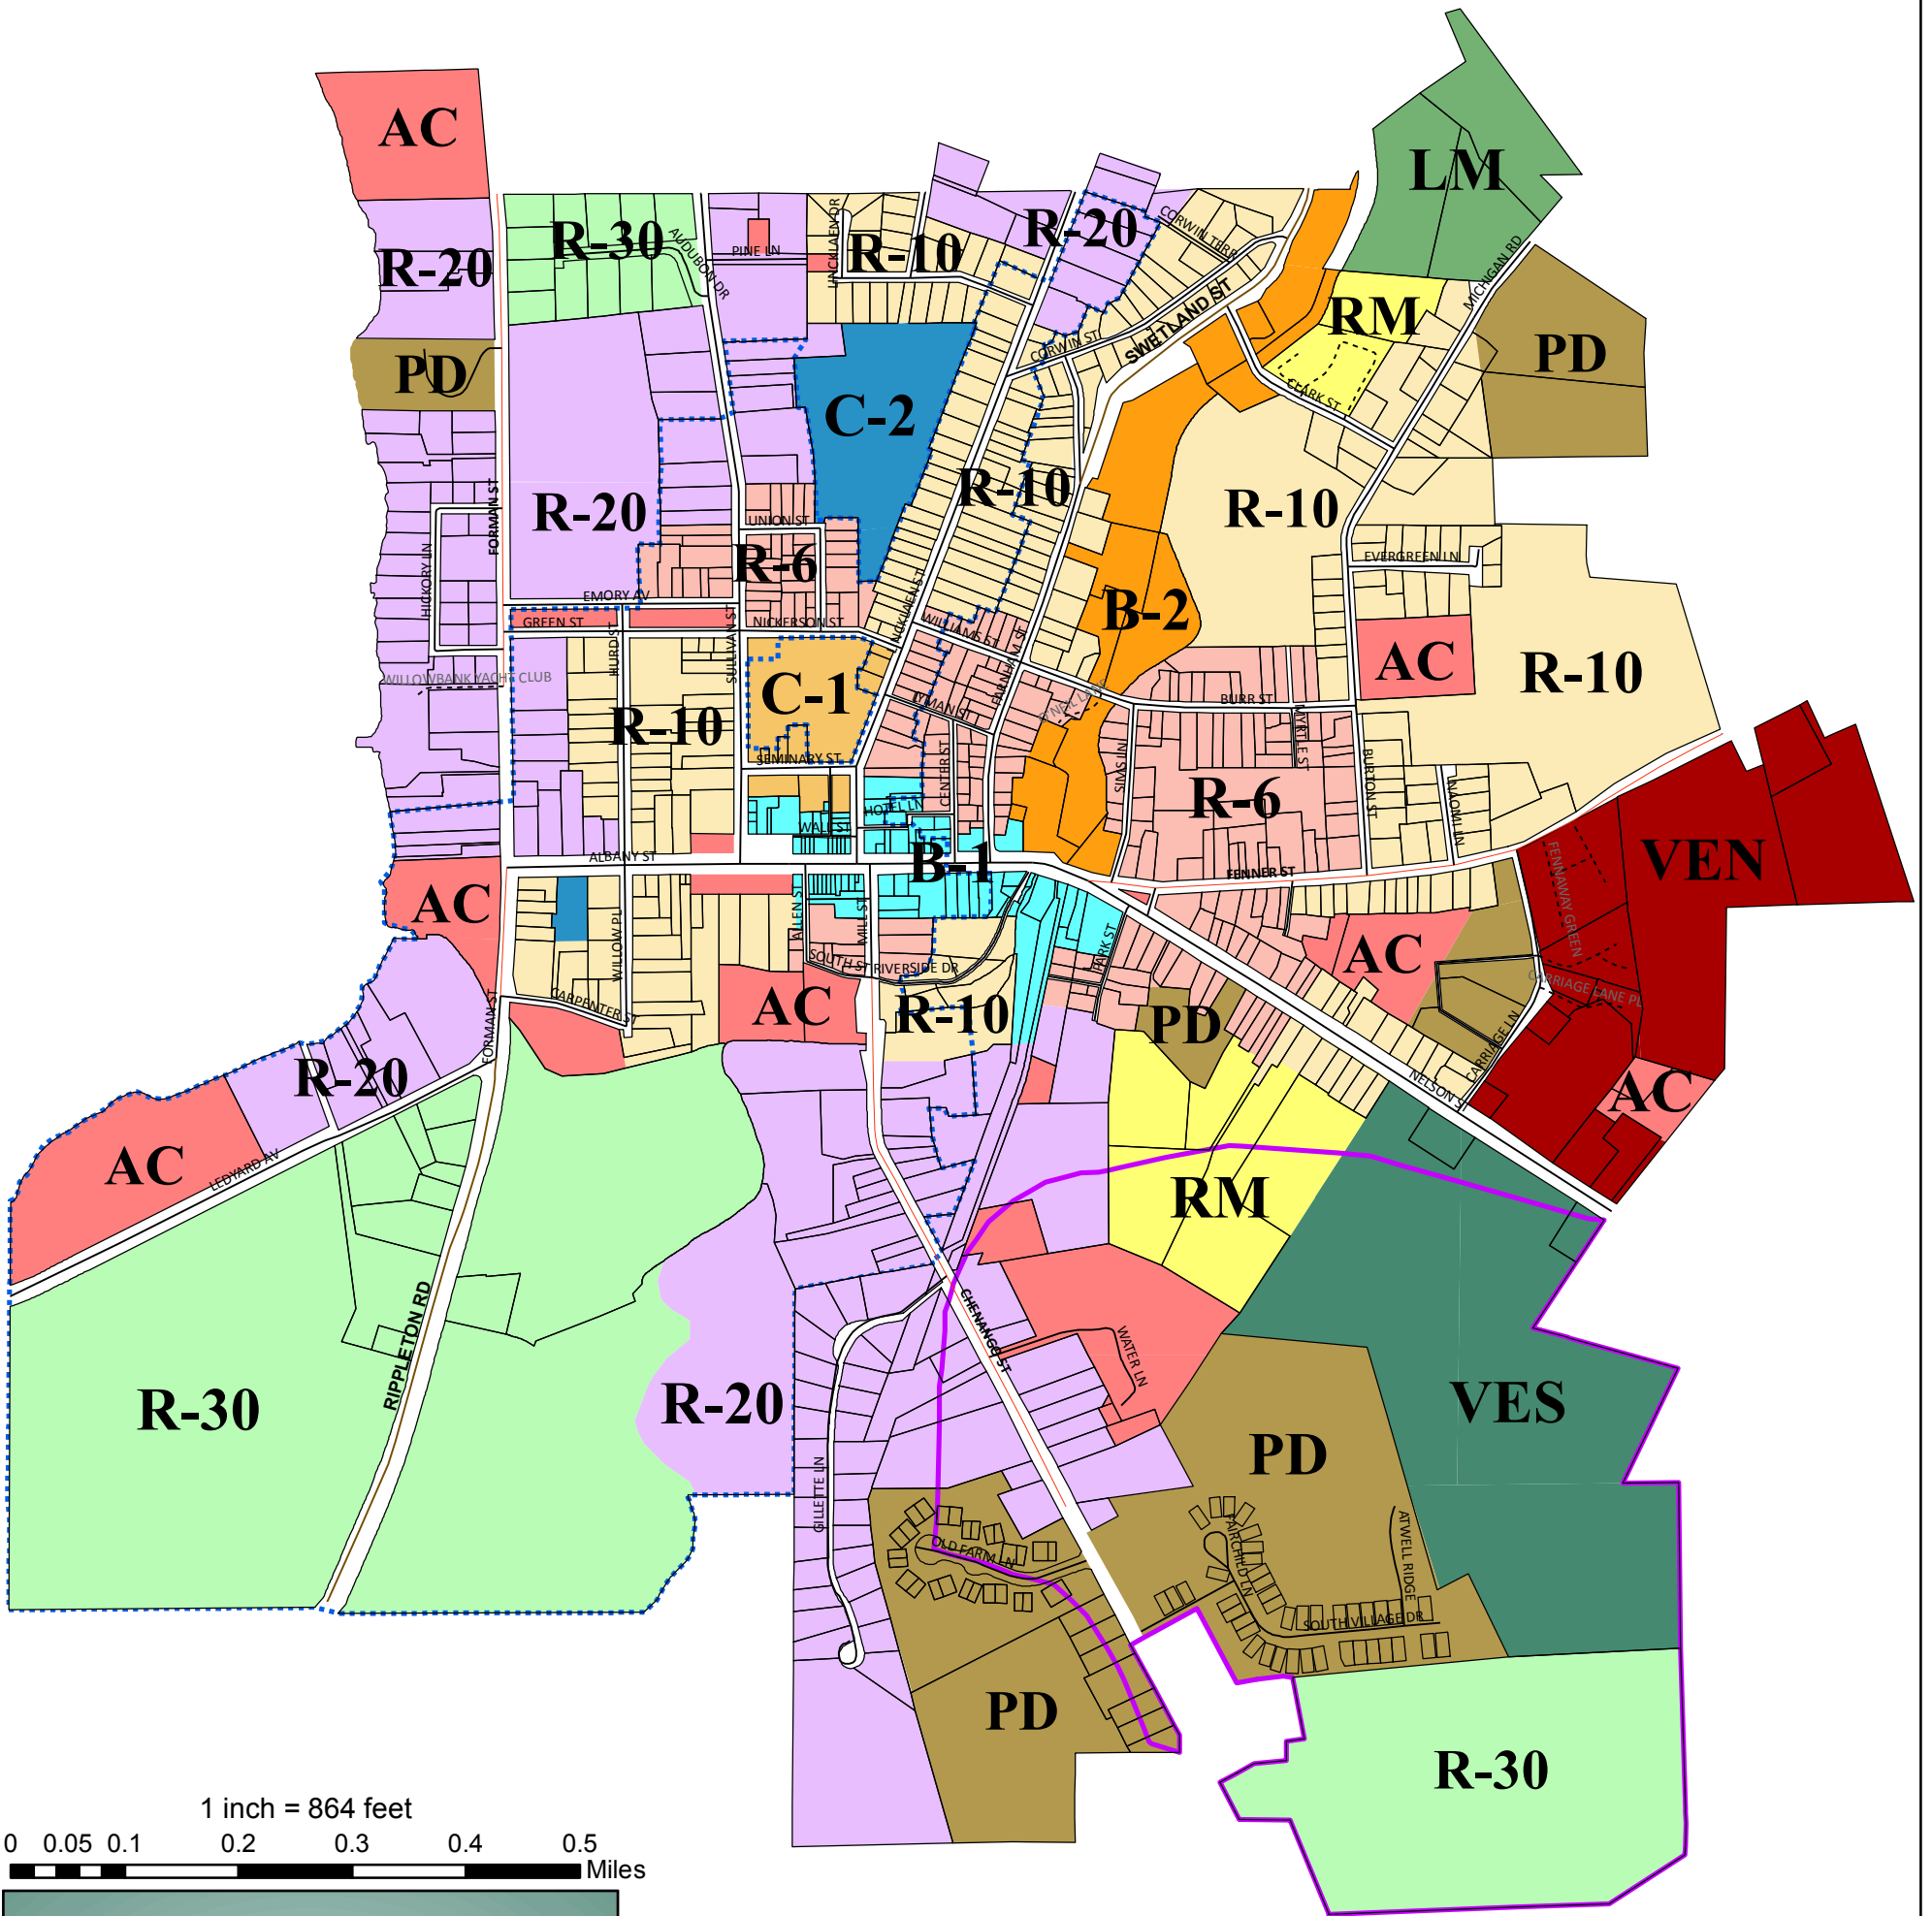 AC
LM
R-20
R-30
AUDUBON DR
PINE LN
LINCKLAEN DR
R-10
R-20
CORWIN TERR
MICHIGAN RD
SWETLAND ST
RM
PD
PD
CORWIN ST
CLARK ST
C-2
FORMAN ST
R-20
R-10
R-10
UNION ST
R-6
EVERGREEN LN
HICKORY LN
EMORY AV
GREEN ST
NICKERSON ST
WILLIAMS ST
B-2
HURD ST
SULLIVAN ST
FARNHAM ST
AC
R-10
WILLOWBANK YACHT CLUB
C-1
LYMAN ST
O'NEIL LANE
BURR ST
MYRTLE ST
R-10
SEMINARY ST
CENTER ST
SIMS LN
R-6
BURTON ST
NAOMI LN
HOTEL LN
WALL ST
ALBANY ST
B-1
FENNER ST
VEN
FENNAWAY GREEN
AC
ALLEN ST
MILL ST
WILLOW PL
PARK ST
AC
SOUTH ST
RIVERSIDE DR
CARRIAGE LANE PL
CARPENTER ST
AC
R-10
PD
FORMAN ST
CARRIAGE LN
NELSON ST
R-20
AC
AC
LEDYARD AV
RM
RIPPLETON RD
CHENANGO ST
WATER LN
R-30
R-20
VES
PD
GILLETTE LN
OLD FARM LN
FAIRCHILD LN
ATWELL RIDGE
SOUTH VILLAGE DR
PD
R-30
1 inch = 864 feet
0 0.05 0.1 0.2 0.3 0.4 0.5
Miles